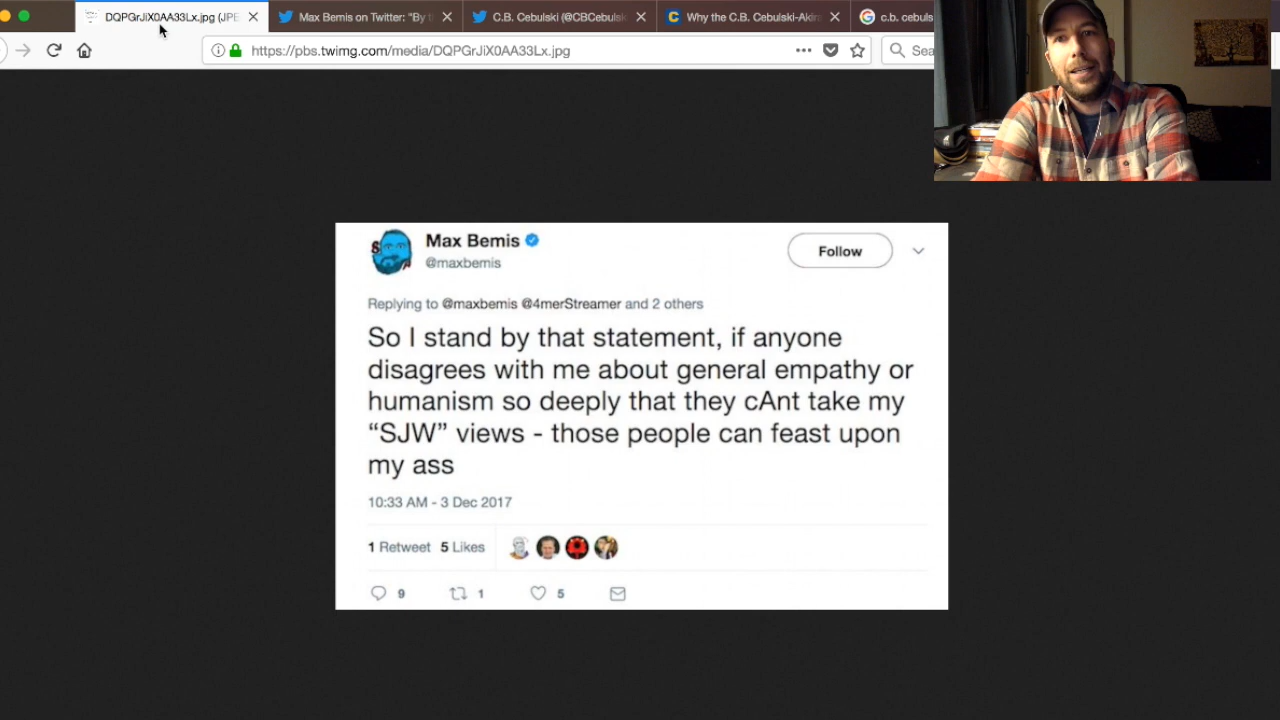 DQPGrJiX0AA33Lx.jpg (JPE
Max Bemis on Twitter: "By t
C.B. Cebulski (@CBCebuls
Why the C.B. Cebulski-Akira
c.b. cebuls
https://pbs.twimg.com/media/DQPGrJiX0AA33Lx.jpg
Sea
Max Bemis
@maxbemis
Follow
Replying to @maxbemis @4merStreamer and 2 others
So I stand by that statement, if anyone
disagrees with me about general empathy or
humanism so deeply that they cAnt take my
“SJW” views - those people can feast upon
my ass
10:33 AM - 3 Dec 2017
1 Retweet 5 Likes
9 1 5